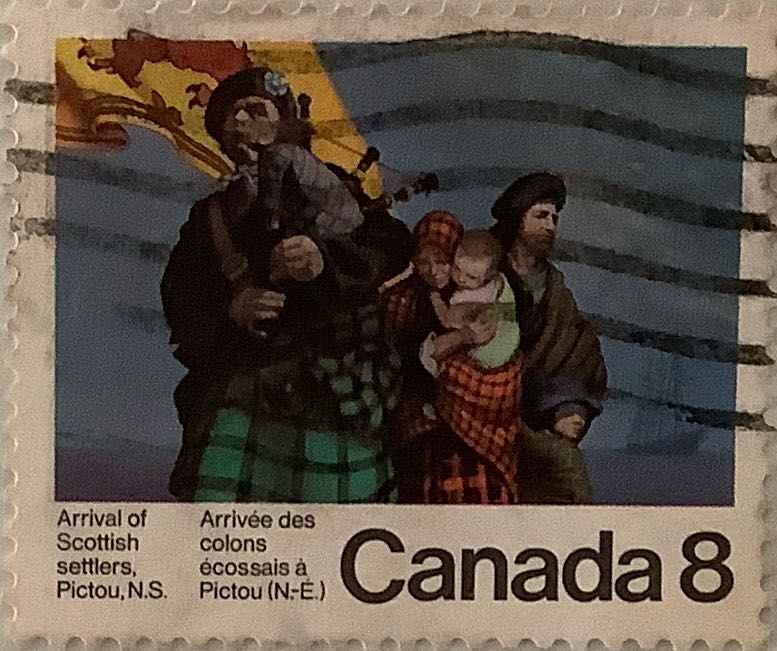 Arrival of
Scottish
settlers,
Pictou, N.S.
Arrivée des
colons
écossais à
Pictou (N.-É.)
Canada 8